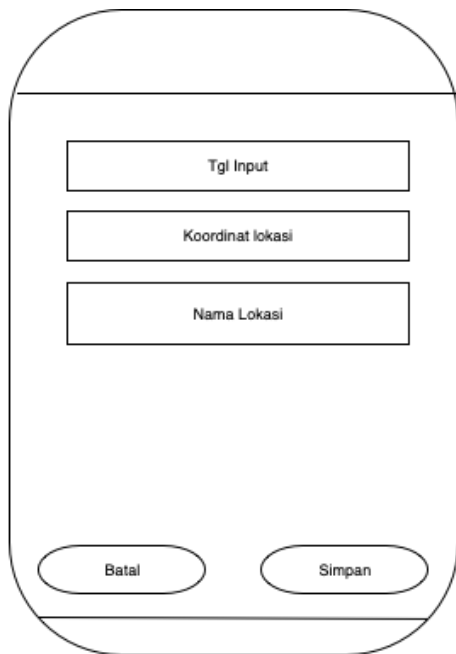 Tgl Input
Koordinat lokasi
Nama Lokasi
Batal
Simpan